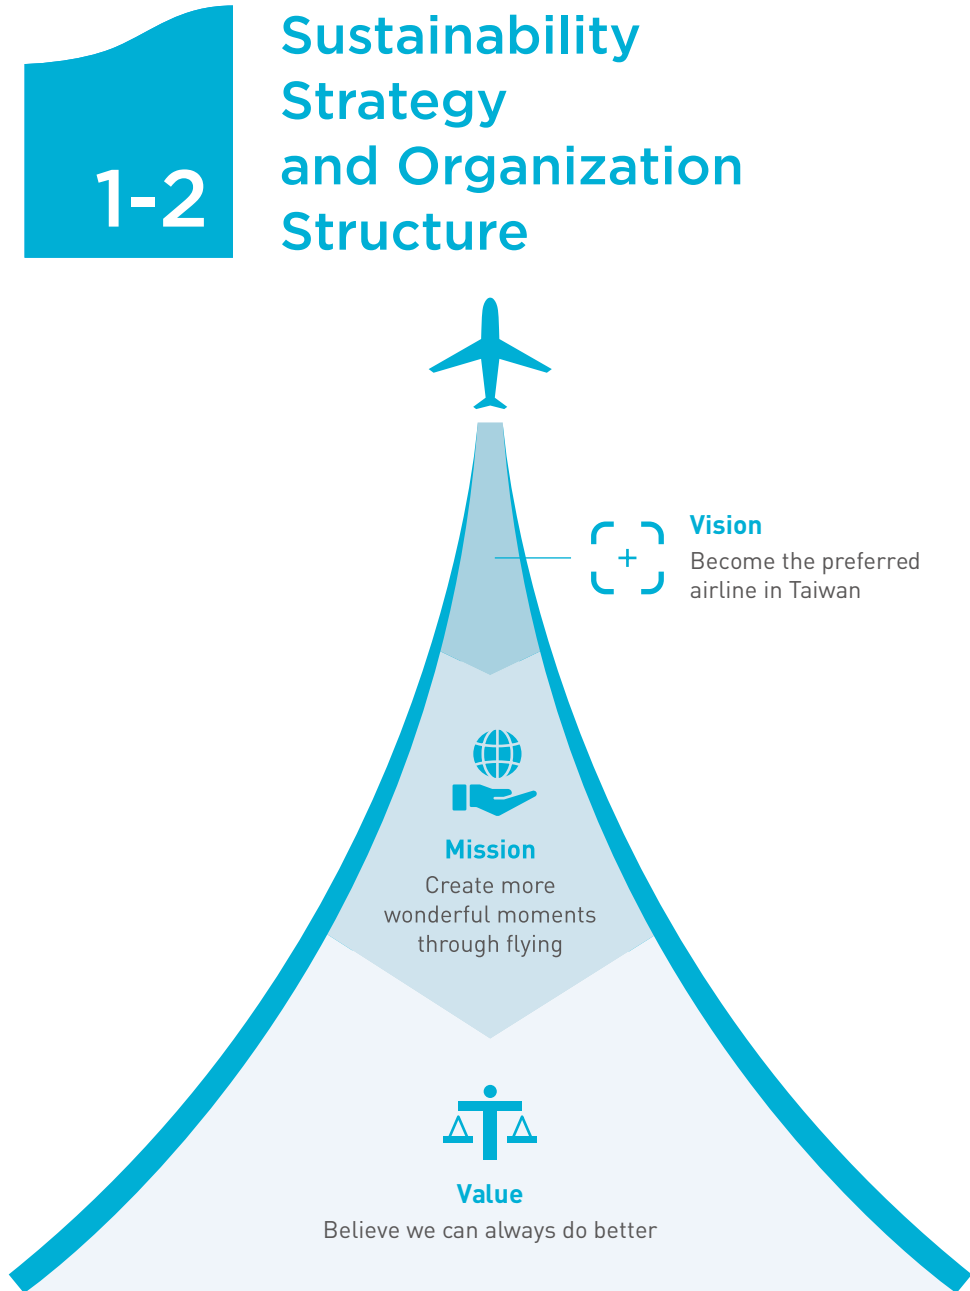 1-2
Sustainability
Strategy
and Organization
Structure
Vision
Become the preferred
airline in Taiwan
Mission
Create more
wonderful moments
through flying
Value
Believe we can always do better